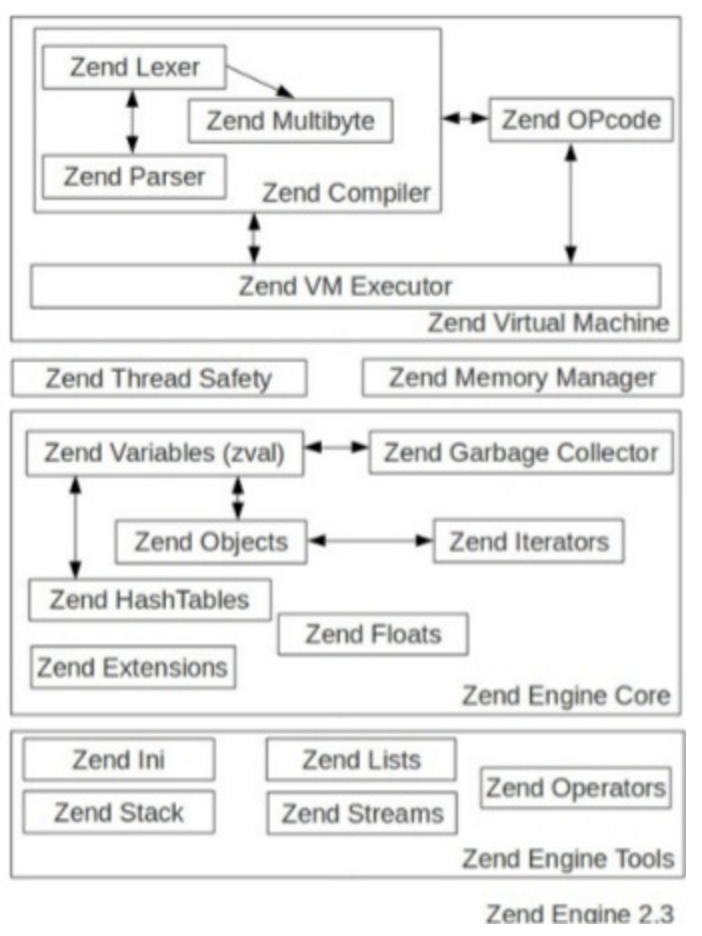 Zend Lexer
Zend Multibyte
Zend OPcode
Zend Parser
Zend Compiler
Zend VM Executor
Zend Virtual Machine
Zend Thread Safety
Zend Memory Manager
Zend Variables (zval)
Zend Garbage Collector
Zend Objects
Zend Iterators
Zend HashTables
Zend Floats
Zend Extensions
Zend Engine Core
Zend Ini
Zend Lists
Zend Operators
Zend Stack
Zend Streams
Zend Engine Tools
Zend Engine 2.3